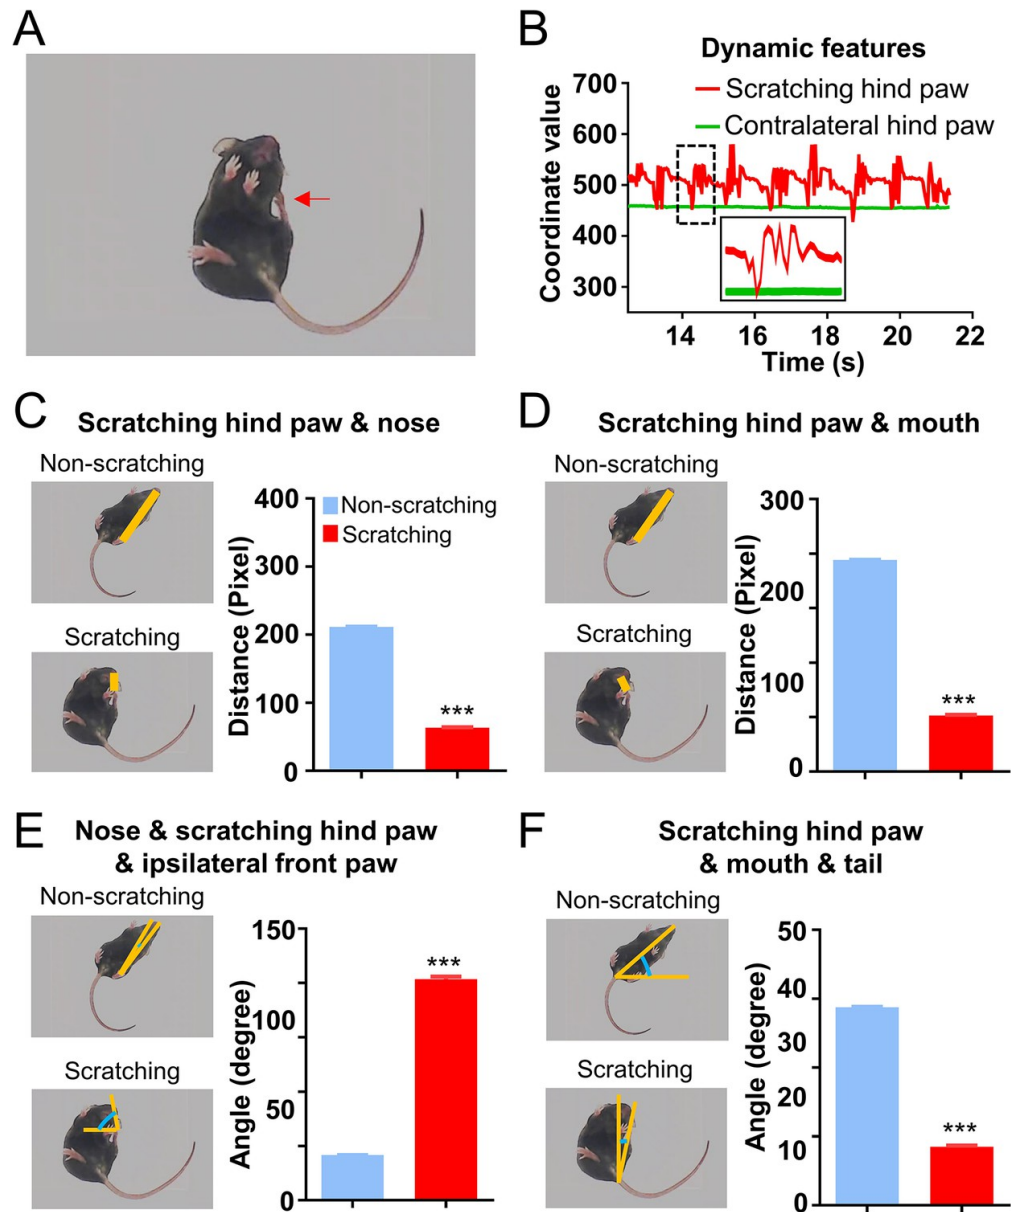 A
B
Dynamic features
Scratching hind paw
Contralateral hind paw
Coordinate value
700
600
500
400
300
14
16
18
20
22
Time (s)
C
Scratching hind paw & nose
Non-scratching
Scratching
Distance (Pixel)
400
300
200
100
0
Non-scratching
Scratching
***
D
Scratching hind paw & mouth
Non-scratching
Scratching
Distance (Pixel)
300
200
100
0
***
E
Nose & scratching hind paw
& ipsilateral front paw
Non-scratching
Scratching
Angle (degree)
150
100
50
0
***
F
Scratching hind paw
& mouth & tail
Non-scratching
Scratching
Angle (degree)
50
40
30
20
10
0
***